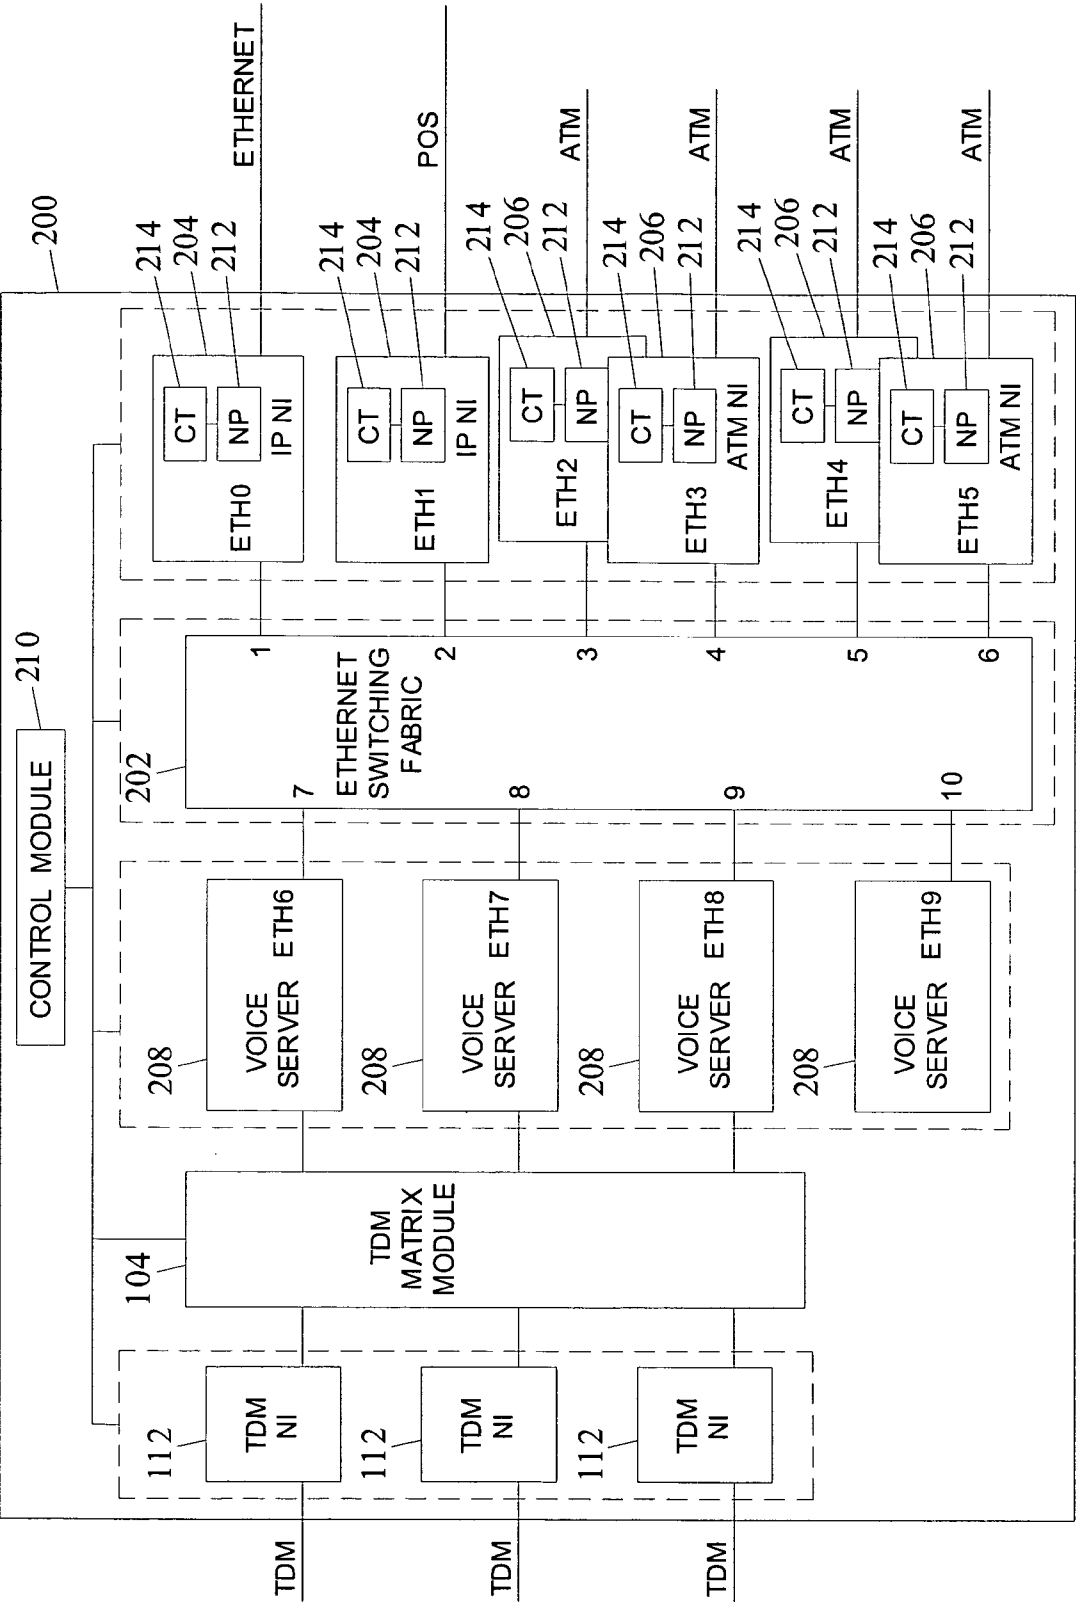 200
CONTROL MODULE
210
TDM
112
TDM
NI
104
TDM
MATRIX
MODULE
208
VOICE
SERVER
ETH6
202
ETHERNET
SWITCHING
FABRIC
7
1
ETH0
CT
NP
IP NI
214
204
212
ETHERNET
TDM
112
TDM
NI
208
VOICE
SERVER
ETH7
8
2
ETH1
CT
NP
IP NI
214
204
212
POS
3
ETH2
CT
NP
214
206
212
ATM
TDM
112
TDM
NI
208
VOICE
SERVER
ETH8
9
4
ETH3
CT
NP
ATM NI
214
206
212
ATM
5
ETH4
CT
NP
214
206
212
ATM
208
VOICE
SERVER
ETH9
10
6
ETH5
CT
NP
ATM NI
214
206
212
ATM